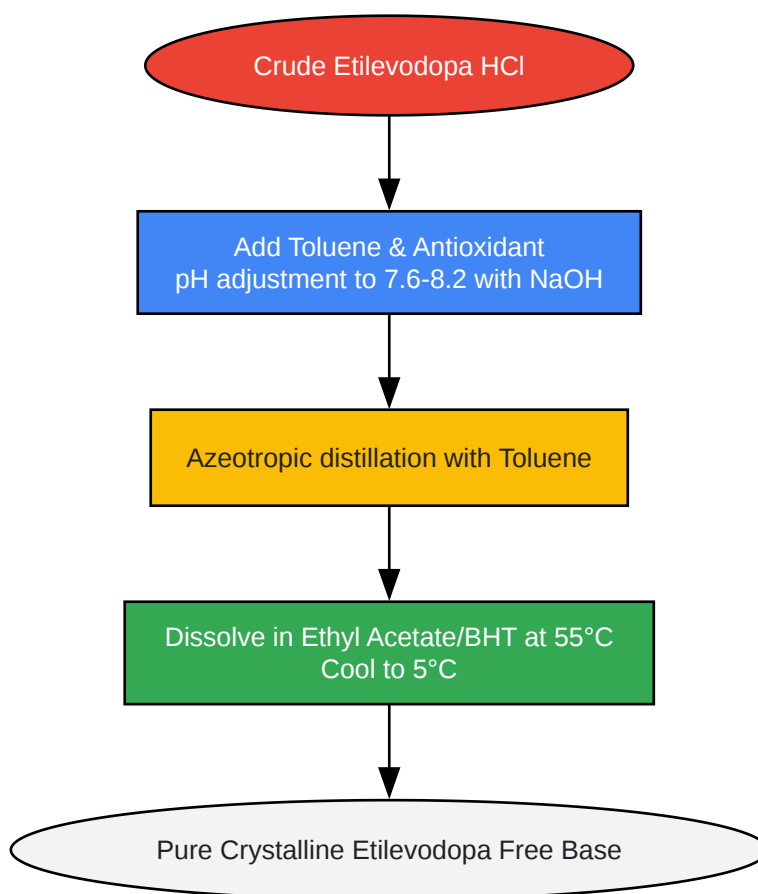 Crude Etilevodopa HCl
Add Toluene & Antioxidant
pH adjustment to 7.6-8.2 with NaOH
Azeotropic distillation with Toluene
Dissolve in Ethyl Acetate/BHT at 55°C
Cool to 5°C
Pure Crystalline Etilevodopa Free Base